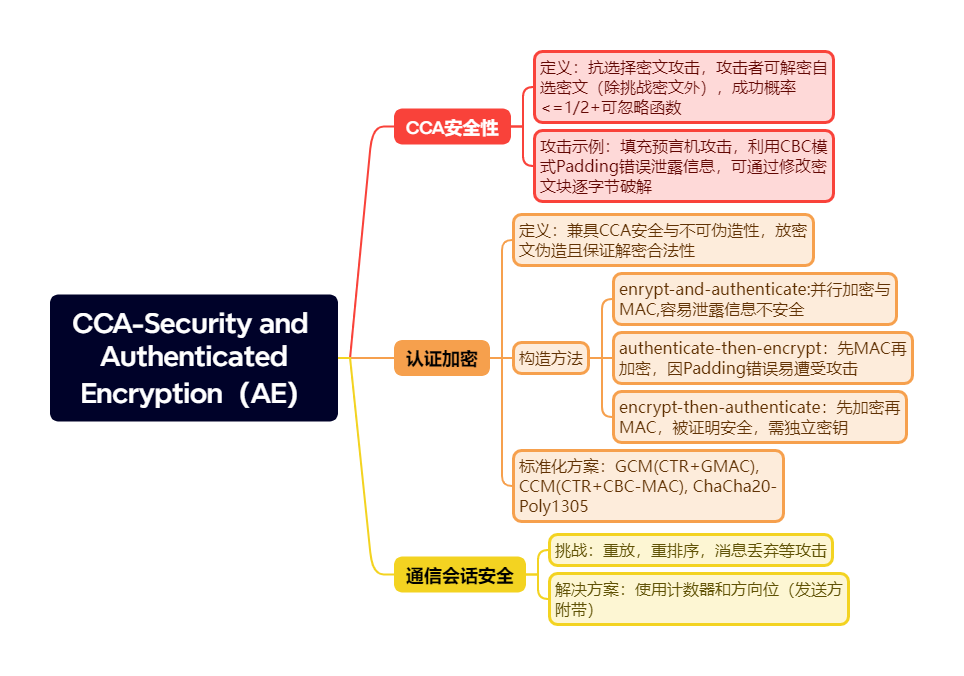 CCA-Security and
Authenticated
Encryption（AE）
CCA安全性
定义：抗选择密文攻击，攻击者可解密自
选密文（除挑战密文外），成功概率
<=1/2+可忽略函数
攻击示例：填充预言机攻击，利用CBC模
式Padding错误泄露信息，可通过修改密
文块逐字节破解
认证加密
定义：兼具CCA安全与不可伪造性，放密
文伪造且保证解密合法性
构造方法
enrypt-and-authenticate:并行加密与
MAC,容易泄露信息不安全
authenticate-then-encrypt：先MAC再
加密，因Padding错误易遭受攻击
encrypt-then-authenticate：先加密再
MAC，被证明安全，需独立密钥
标准化方案：GCM(CTR+GMAC),
CCM(CTR+CBC-MAC), ChaCha20-
Poly1305
通信会话安全
挑战：重放，重排序，消息丢弃等攻击
解决方案：使用计数器和方向位（发送方
附带）